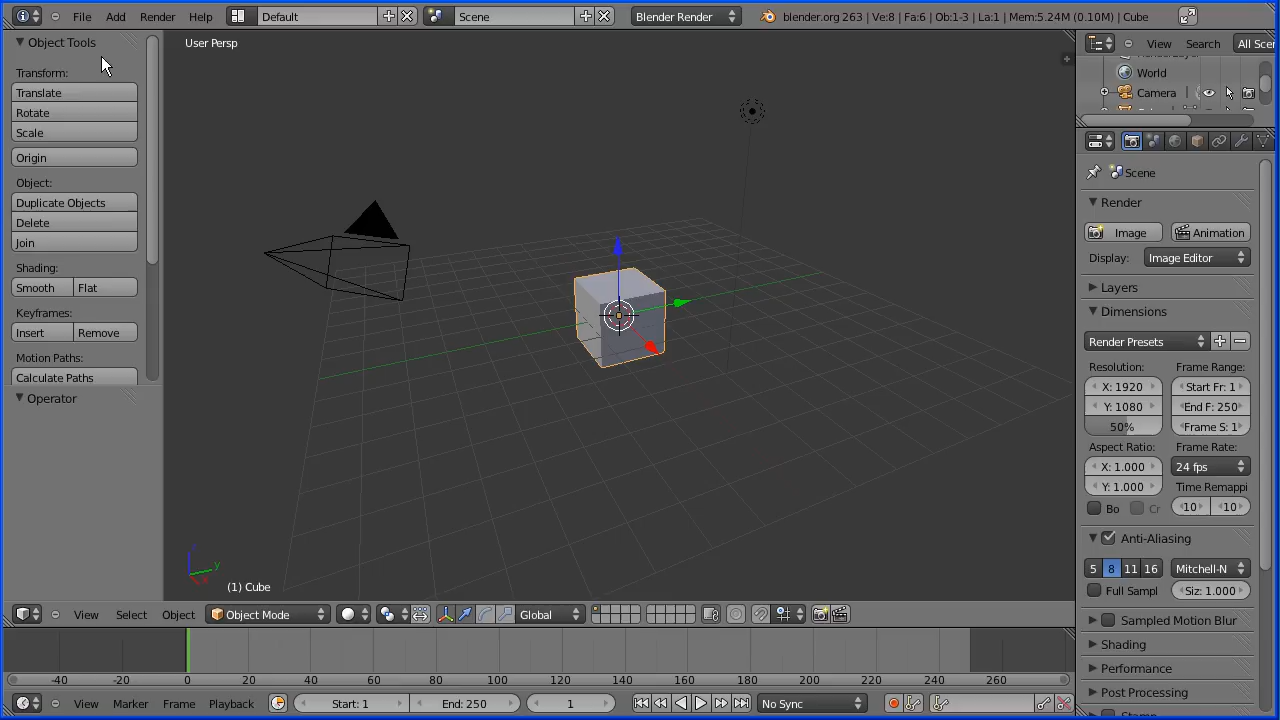 File Add Render Help Default Scene Blender Render blender.org 263 | Ve:8 | Fa:6 | Ob:1-3 | La:1 | Mem:5.24M (0.10M) | Cube
Object Tools
Transform:
Translate
Rotate
Scale
Origin
Object:
Duplicate Objects
Delete
Join
Shading:
Smooth Flat
Keyframes:
Insert Remove
Motion Paths:
Calculate Paths
Operator
User Persp
(1) Cube
View Search All Sce
World
Camera
Scene
Render
Image Animation
Display: Image Editor
Layers
Dimensions
Render Presets
Resolution: Frame Range:
X: 1920 Start Fr: 1
Y: 1080 End F: 250
50% Frame S: 1
Aspect Ratio: Frame Rate:
X: 1.000 24 fps
Y: 1.000 Time Remappi
Bo Cr 10 10
Anti-Aliasing
5 8 11 16 Mitchell-N
Full Sampl Siz: 1.000
Sampled Motion Blur
Shading
Performance
Post Processing
View Select Object Object Mode Global
-40 -20 0 20 40 60 80 100 120 140 160 180 200 220 240 260
View Marker Frame Playback Start: 1 End: 250 1 No Sync